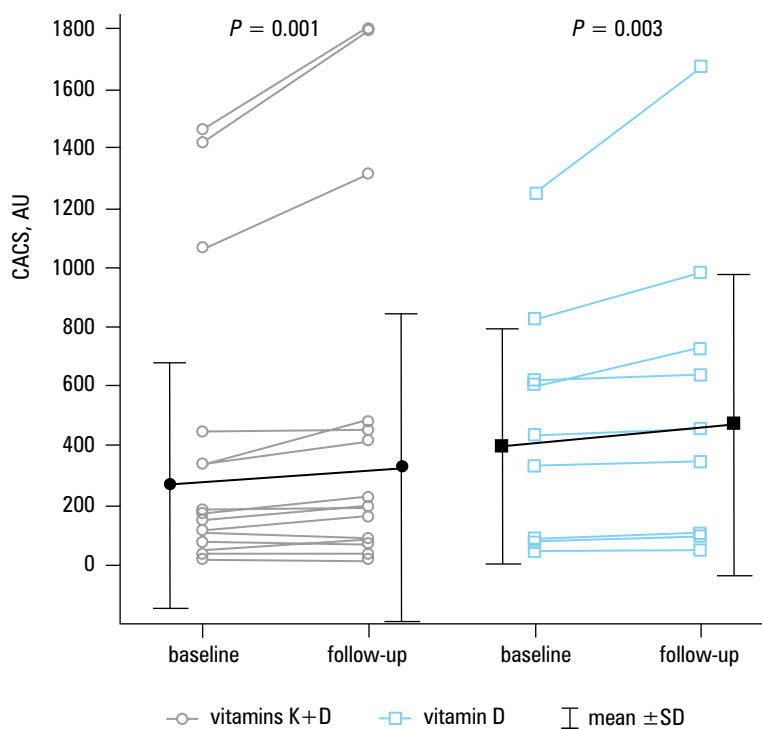 P = 0.001
P = 0.003
CACS, AU
1800
1600
1400
1200
1000
800
600
400
200
0
baseline
follow-up
baseline
follow-up
vitamins K+D
vitamin D
mean ±SD